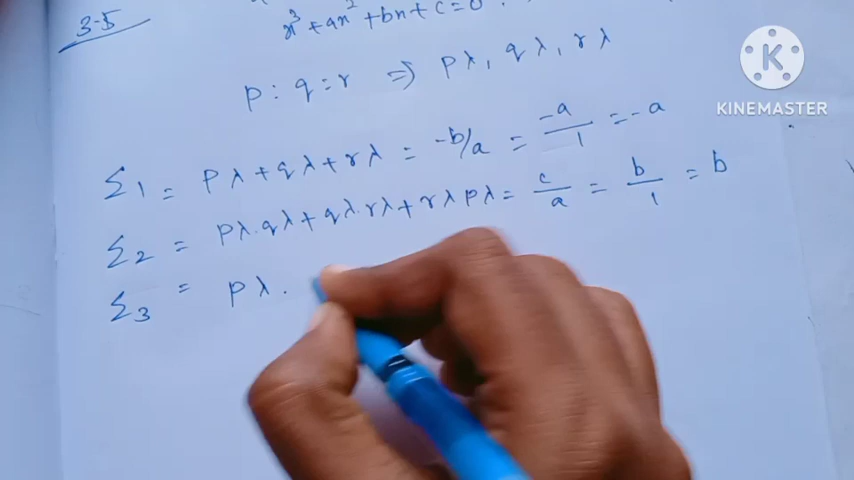 3-5
x³ + ax² + bx + c = 0
p : q = r ⇒ pλ, qλ, rλ
KINEMASTER
Σ1 = pλ + qλ + rλ = -b/a = -a/1 = -a
Σ2 = pλ.qλ + qλ.rλ + rλ pλ = c/a = b/1 = b
Σ3 = pλ.